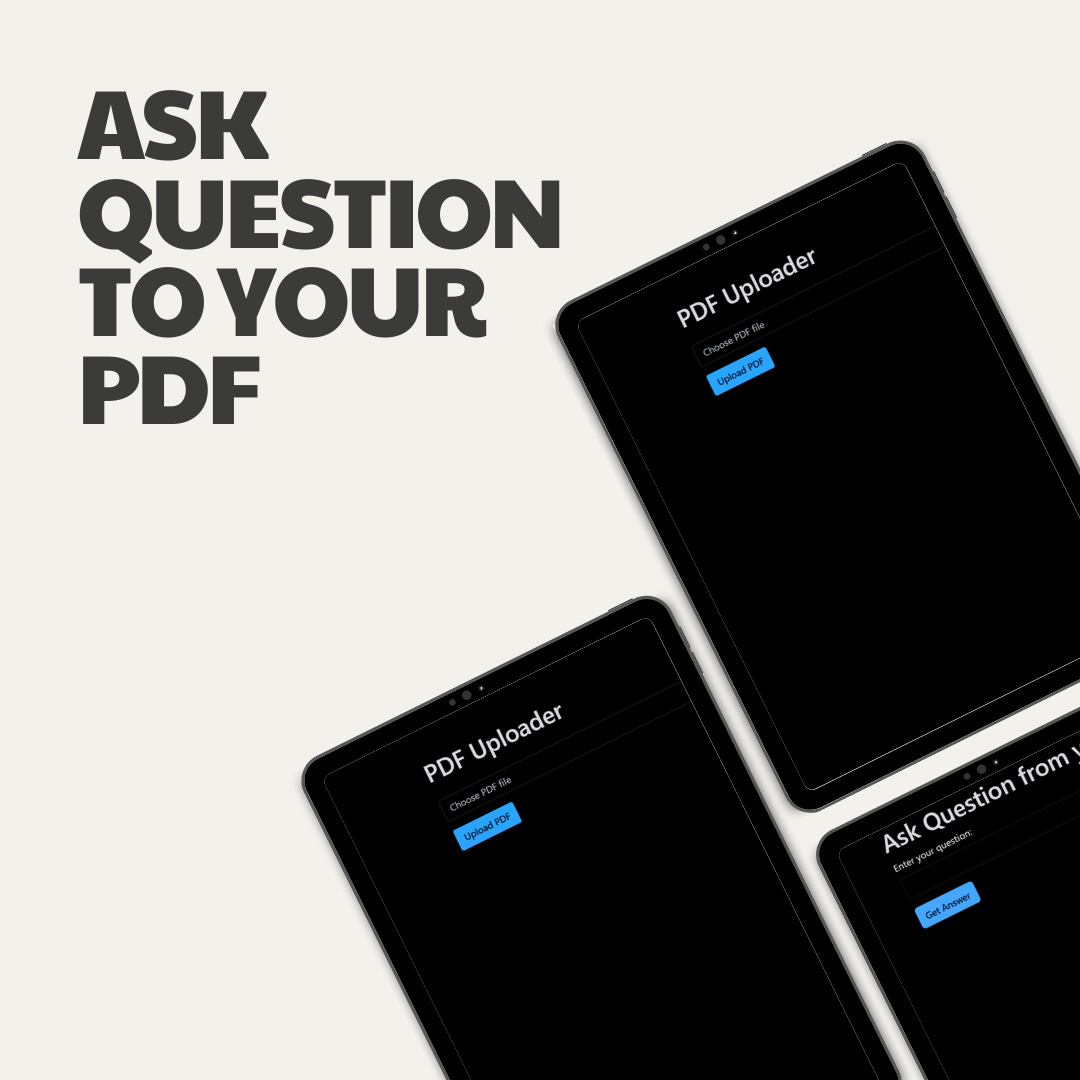 ASK
QUESTION
TO YOUR
PDF
PDF Uploader
Choose PDF file
Upload PDF
PDF Uploader
Choose PDF file
Upload PDF
Ask Question from
Enter your question:
Get Answer